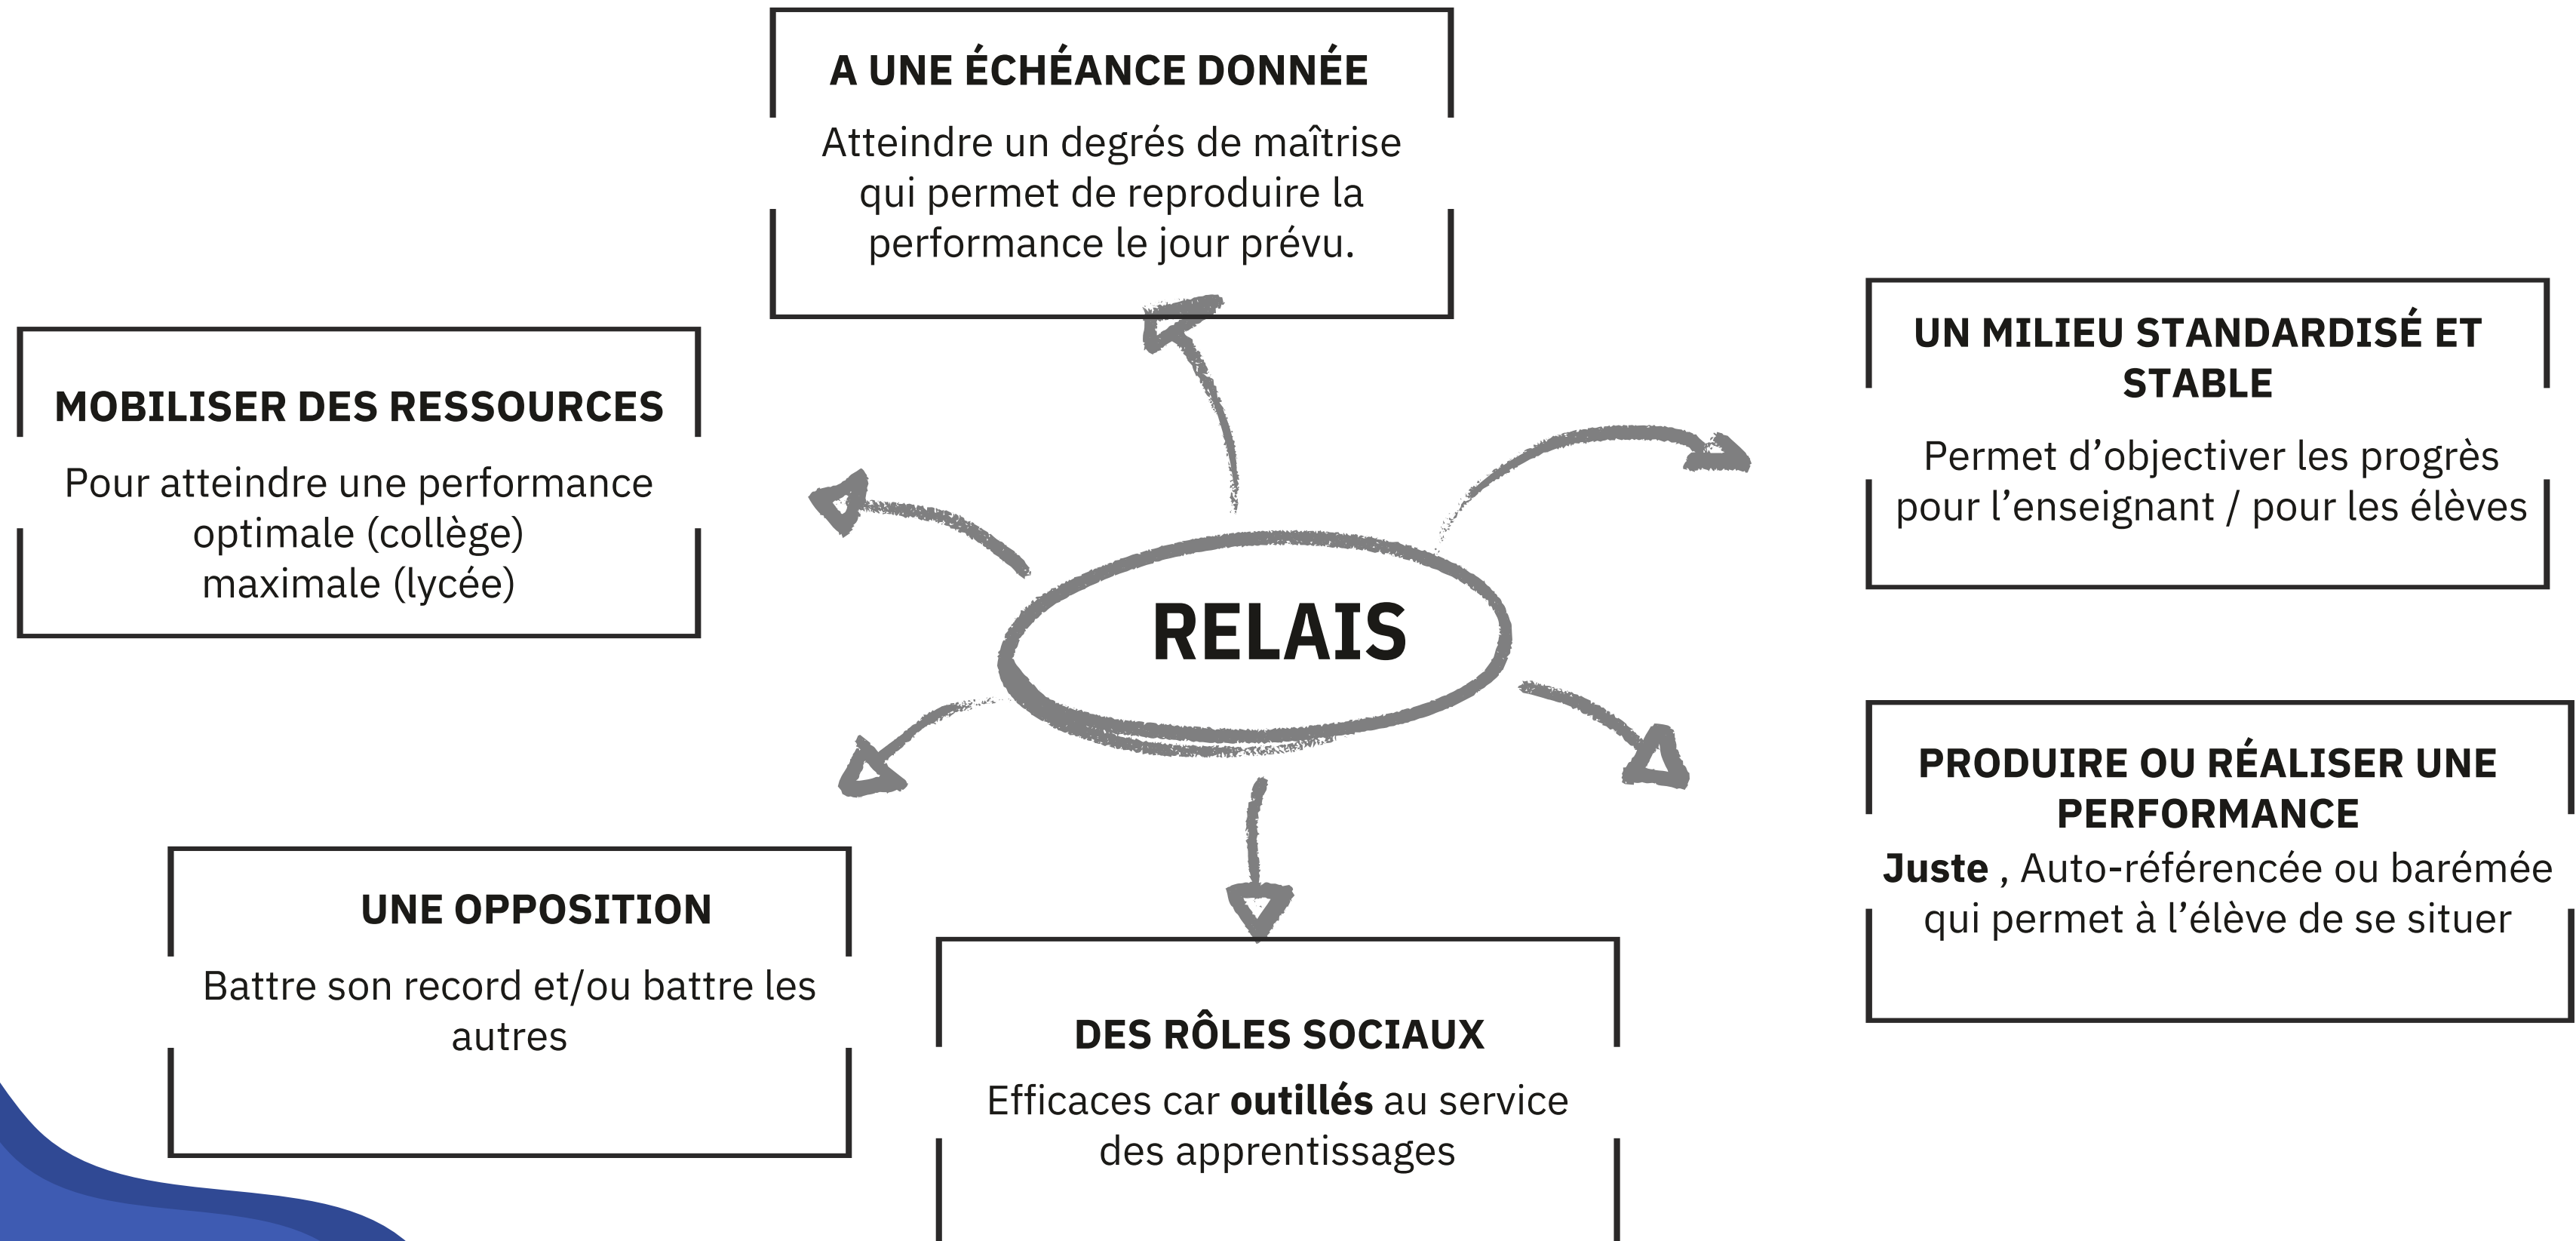 A UNE ÉCHÉANCE DONNÉE
Atteindre un degrés de maîtrise
qui permet de reproduire la
performance le jour prévu.
MOBILISER DES RESSOURCES
Pour atteindre une performance
optimale (collège)
maximale (lycée)
UN MILIEU STANDARDISÉ ET
STABLE
Permet d’objectiver les progrès
pour l’enseignant / pour les élèves
RELAIS
PRODUIRE OU RÉALISER UNE
PERFORMANCE
Juste , Auto-référencée ou barémée
qui permet à l’élève de se situer
UNE OPPOSITION
Battre son record et/ou battre les
autres
DES RÔLES SOCIAUX
Efficaces car outillés au service
des apprentissages